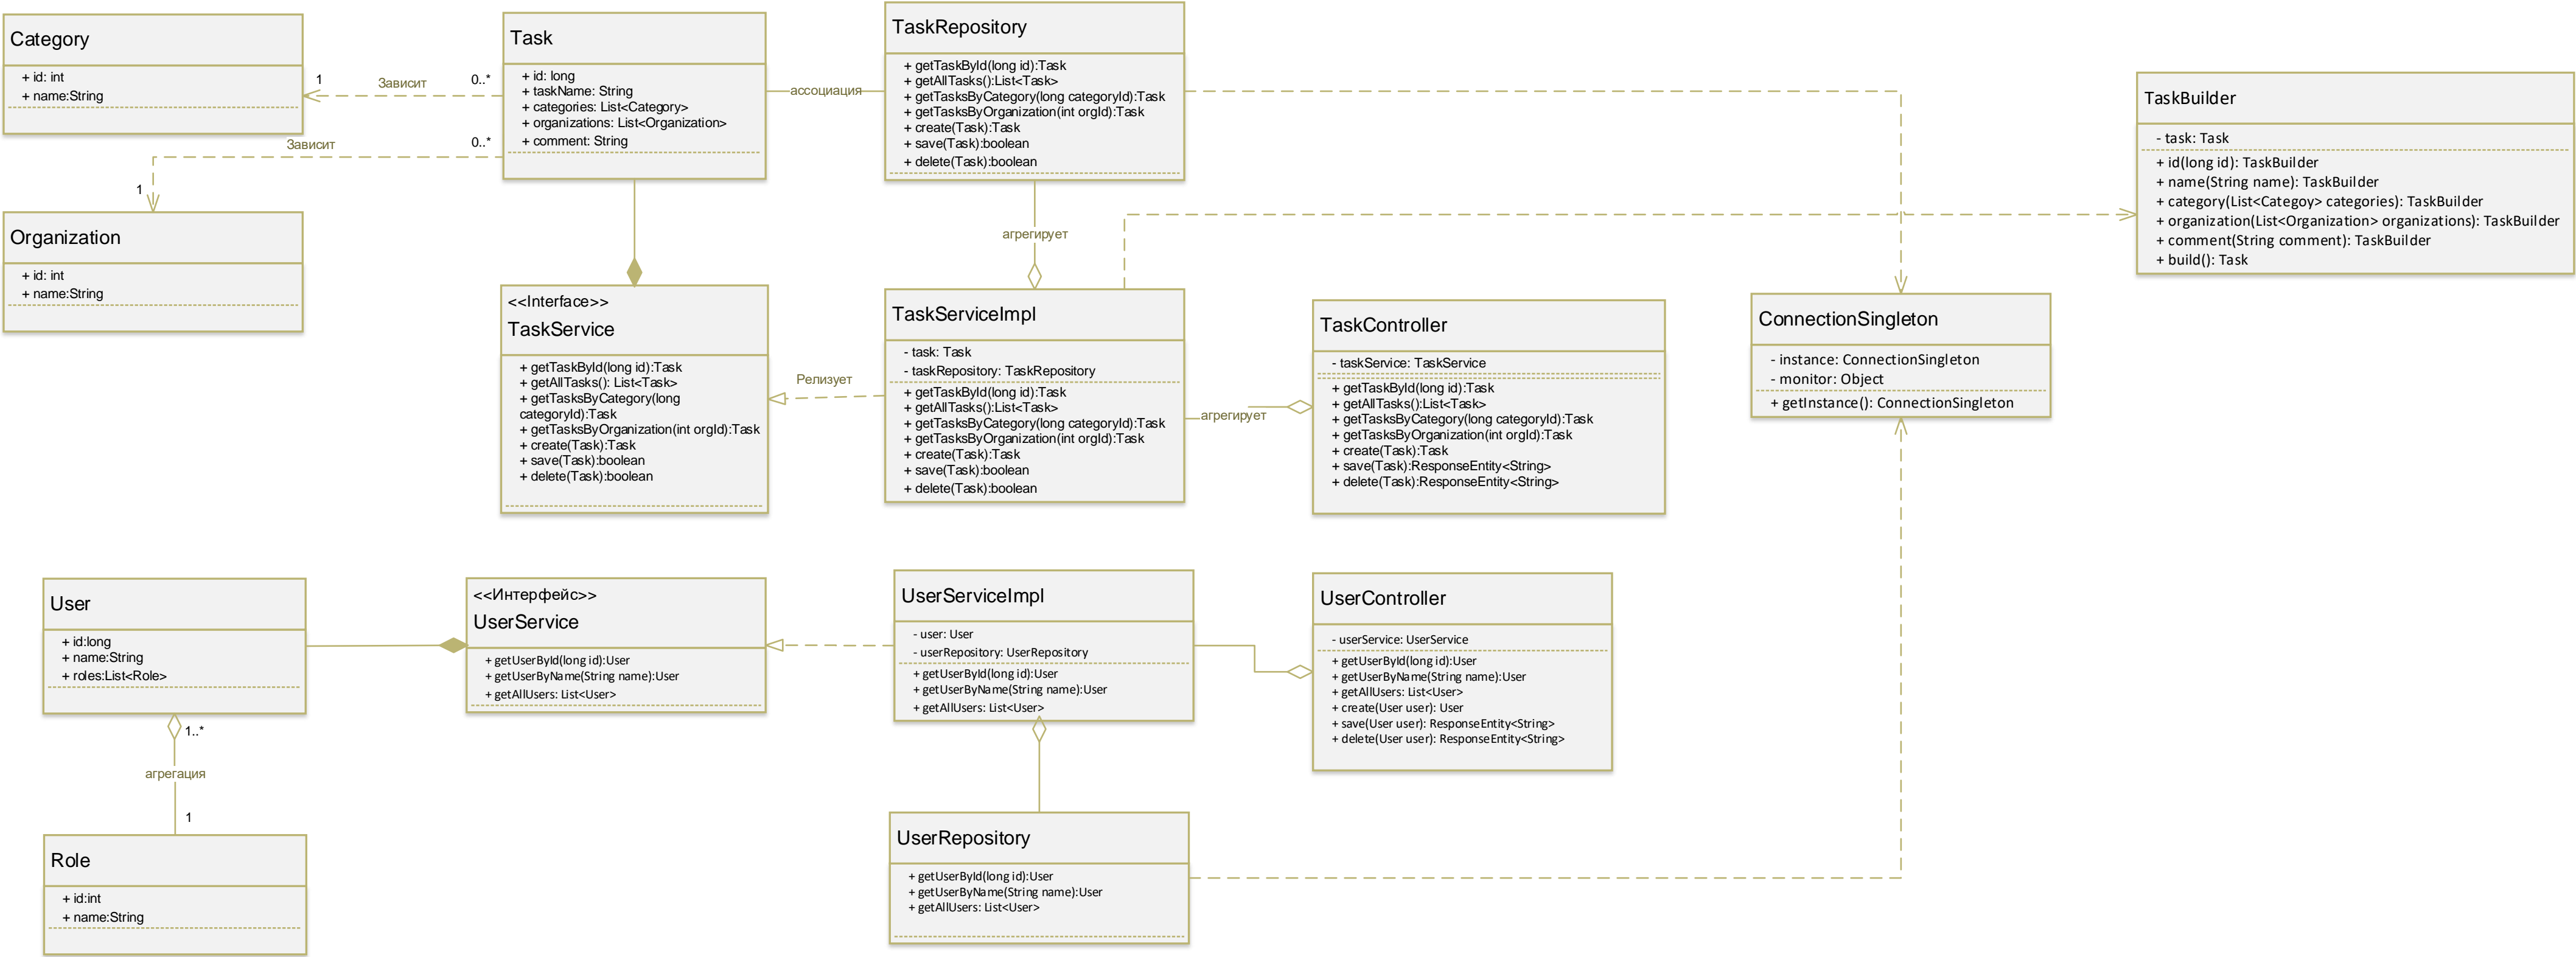 Category
+ id: int
+ name:String
1
Зависит
0..*
Зависит
0..*
1
Organization
+ id: int
+ name:String
Task
+ id: long
+ taskName: String
+ categories: List<Category>
+ organizations: List<Organization>
+ comment: String
ассоциация
TaskRepository
+ getTaskById(long id):Task
+ getAllTasks():List<Task>
+ getTasksByCategory(long categoryId):Task
+ getTasksByOrganization(int orgId):Task
+ create(Task):Task
+ save(Task):boolean
+ delete(Task):boolean
агрегирует
TaskBuilder
- task: Task
+ id(long id): TaskBuilder
+ name(String name): TaskBuilder
+ category(List<Categoy> categories): TaskBuilder
+ organization(List<Organization> organizations): TaskBuilder
+ comment(String comment): TaskBuilder
+ build(): Task
<<Interface>>
TaskService
+ getTaskById(long id):Task
+ getAllTasks(): List<Task>
+ getTasksByCategory(long
categoryId):Task
+ getTasksByOrganization(int orgId):Task
+ create(Task):Task
+ save(Task):boolean
+ delete(Task):boolean
Релизует
TaskServiceImpl
- task: Task
- taskRepository: TaskRepository
+ getTaskById(long id):Task
+ getAllTasks():List<Task>
+ getTasksByCategory(long categoryId):Task
+ getTasksByOrganization(int orgId):Task
+ create(Task):Task
+ save(Task):boolean
+ delete(Task):boolean
агрегирует
TaskController
- taskService: TaskService
+ getTaskById(long id):Task
+ getAllTasks():List<Task>
+ getTasksByCategory(long categoryId):Task
+ getTasksByOrganization(int orgId):Task
+ create(Task):Task
+ save(Task):ResponseEntity<String>
+ delete(Task):ResponseEntity<String>
ConnectionSingleton
- instance: ConnectionSingleton
- monitor: Object
+ getInstance(): ConnectionSingleton
User
+ id:long
+ name:String
+ roles:List<Role>
1..*
агрегация
1
Role
+ id:int
+ name:String
<<Интерфейс>>
UserService
+ getUserById(long id):User
+ getUserByName(String name):User
+ getAllUsers: List<User>
UserServiceImpl
- user: User
- userRepository: UserRepository
+ getUserById(long id):User
+ getUserByName(String name):User
+ getAllUsers: List<User>
UserController
- userService: UserService
+ getUserById(long id):User
+ getUserByName(String name):User
+ getAllUsers: List<User>
+ create(User user): User
+ save(User user): ResponseEntity<String>
+ delete(User user): ResponseEntity<String>
UserRepository
+ getUserById(long id):User
+ getUserByName(String name):User
+ getAllUsers: List<User>